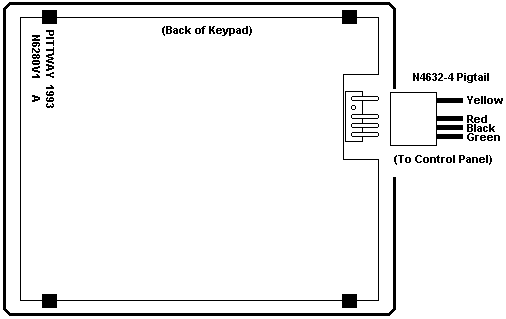 (Back of Keypad)
PITTWAY 1993
N6280V1 A
N4632-4 Pigtail
Yellow
Red
Black
Green
(To Control Panel)